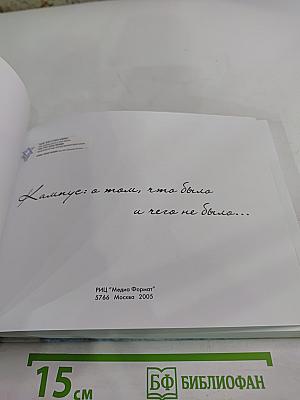 Кампус: о том, что было
и чего не было...
РИЦ "Медиа Формат"
5766 Москва 2005
15 см
БФ БИБЛИОФАН